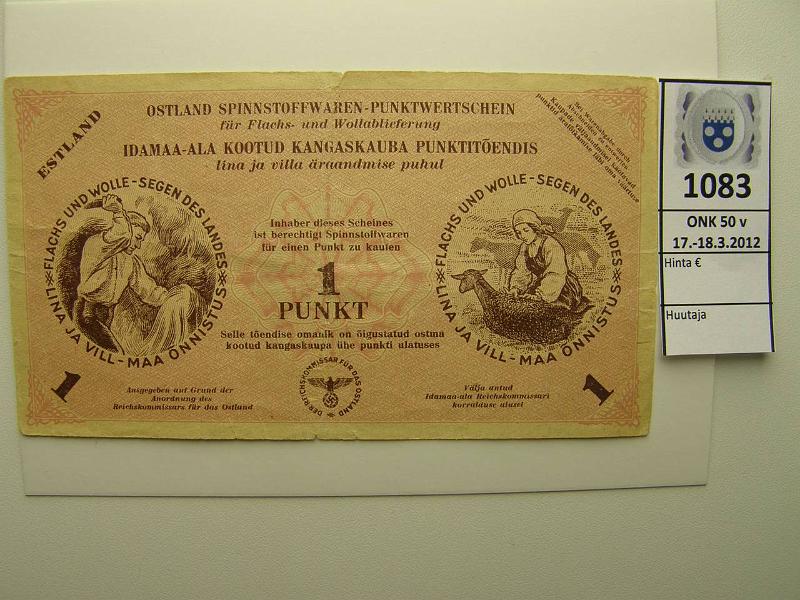 ESTLAND
OSTLAND SPINNSTOFFWAREN-PUNKTWERTSCHEIN
für Flachs- und Wollablieferung
IDAMAA-ALA KOOTUD KANGASKAUBA PUNKTITÕENDIS
lina ja villa äraandmise puhul
FLACHS UND WOLLE - SEGEN DES LANDES
LINA JA VILL - MAA ÕNNISTUS
Inhaber dieses Scheines
ist berechtigt Spinnstoffwaren
für einen Punkt zu kaufen
1
PUNKT
Selle tõendise omanik on õigustatud ostma
kootud kangaskaupa ühe punkti ulatuses
FLACHS UND WOLLE - SEGEN DES LANDES
LINA JA VILL - MAA ÕNNISTUS
1
Ausgegeben auf Grund der
Anordnung des
Reichskommissars für das Ostland
DER REICHSKOMMISSAR FÜR DAS OSTLAND
Välja antud
Idamaa-ala Reichskommissari
korralduse alusel
1
1083
ONK 50 v
17.-18.3.2012
Hinta €
Huutaja